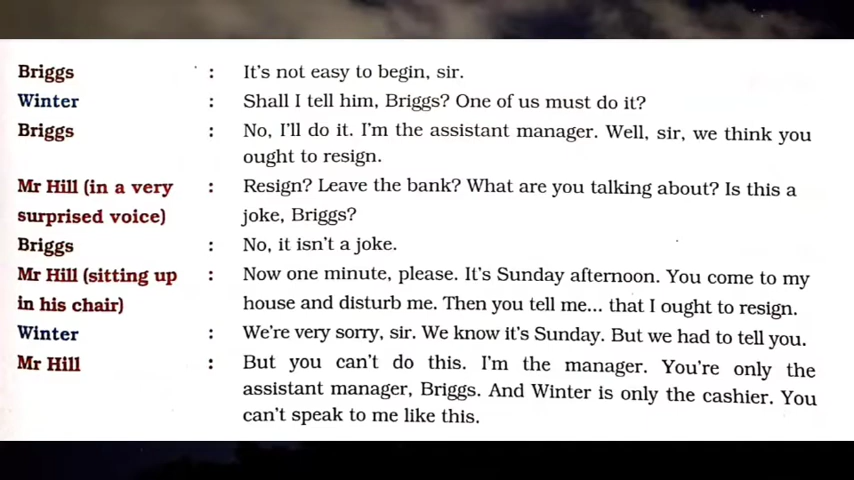 Briggs : It's not easy to begin, sir.
Winter : Shall I tell him, Briggs? One of us must do it?
Briggs : No, I'll do it. I'm the assistant manager. Well, sir, we think you
ought to resign.
Mr Hill (in a very : Resign? Leave the bank? What are you talking about? Is this a
surprised voice) joke, Briggs?
Briggs : No, it isn't a joke.
Mr Hill (sitting up : Now one minute, please. It's Sunday afternoon. You come to my
in his chair) house and disturb me. Then you tell me... that I ought to resign.
Winter : We're very sorry, sir. We know it's Sunday. But we had to tell you.
Mr Hill : But you can't do this. I'm the manager. You're only the
assistant manager, Briggs. And Winter is only the cashier. You
can't speak to me like this.